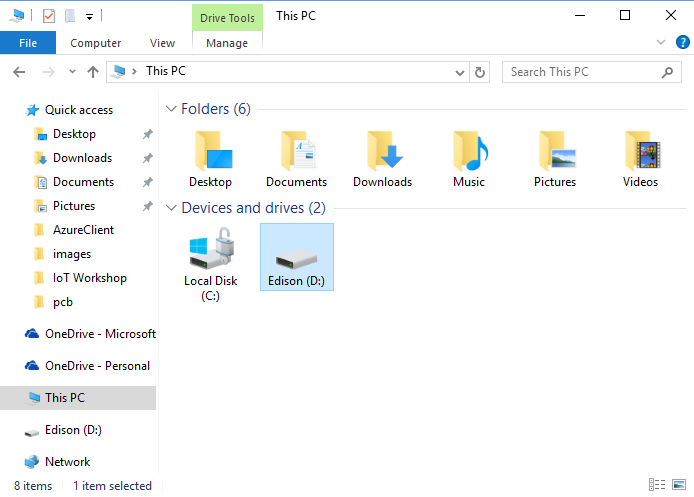 Drive Tools This PC
File Computer View Manage
This PC
Search This PC
Quick access
Desktop
Downloads
Documents
Pictures
AzureClient
images
IoT Workshop
pcb
OneDrive - Microsoft
OneDrive - Personal
This PC
Edison (D:)
Network
Folders (6)
Desktop Documents Downloads Music Pictures Videos
Devices and drives (2)
Local Disk
(C:)
Edison (D:)
8 items 1 item selected